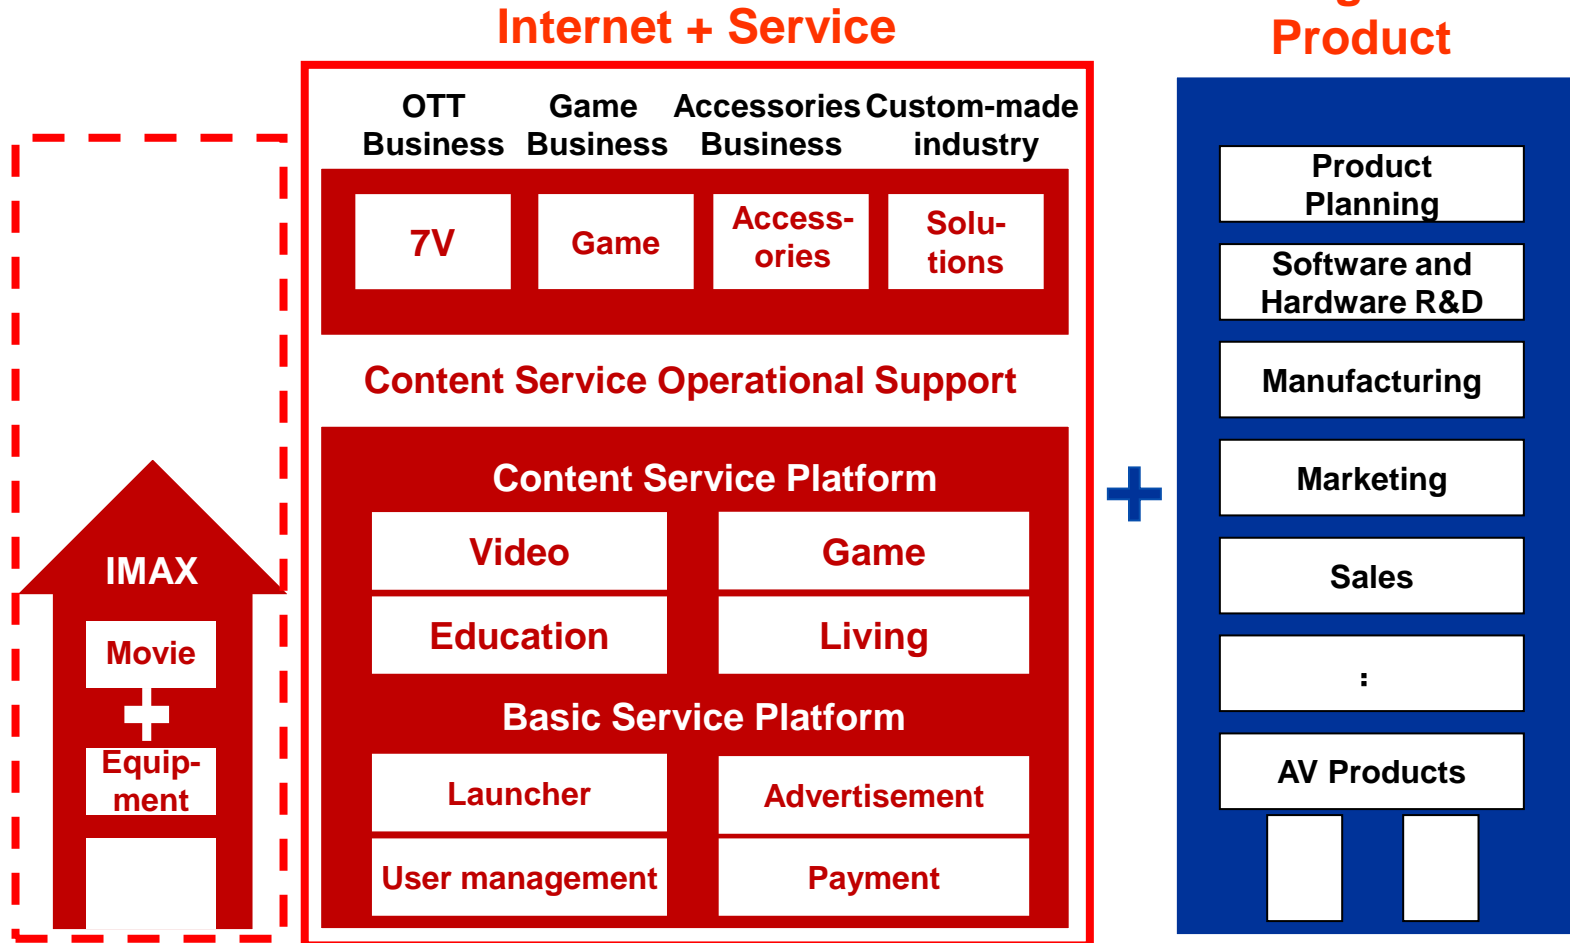 Internet + Service
Product
OTT
Business
Game
Business
Accessories
Business
Custom-made
industry
7V
Game
Access-
ories
Solu-
tions
Content Service Operational Support
Content Service Platform
Video
Game
Education
Living
Basic Service Platform
Launcher
Advertisement
User management
Payment
IMAX
Movie
+
Equip-
ment
+
Product
Planning
Software and
Hardware R&D
Manufacturing
Marketing
Sales
:
AV Products